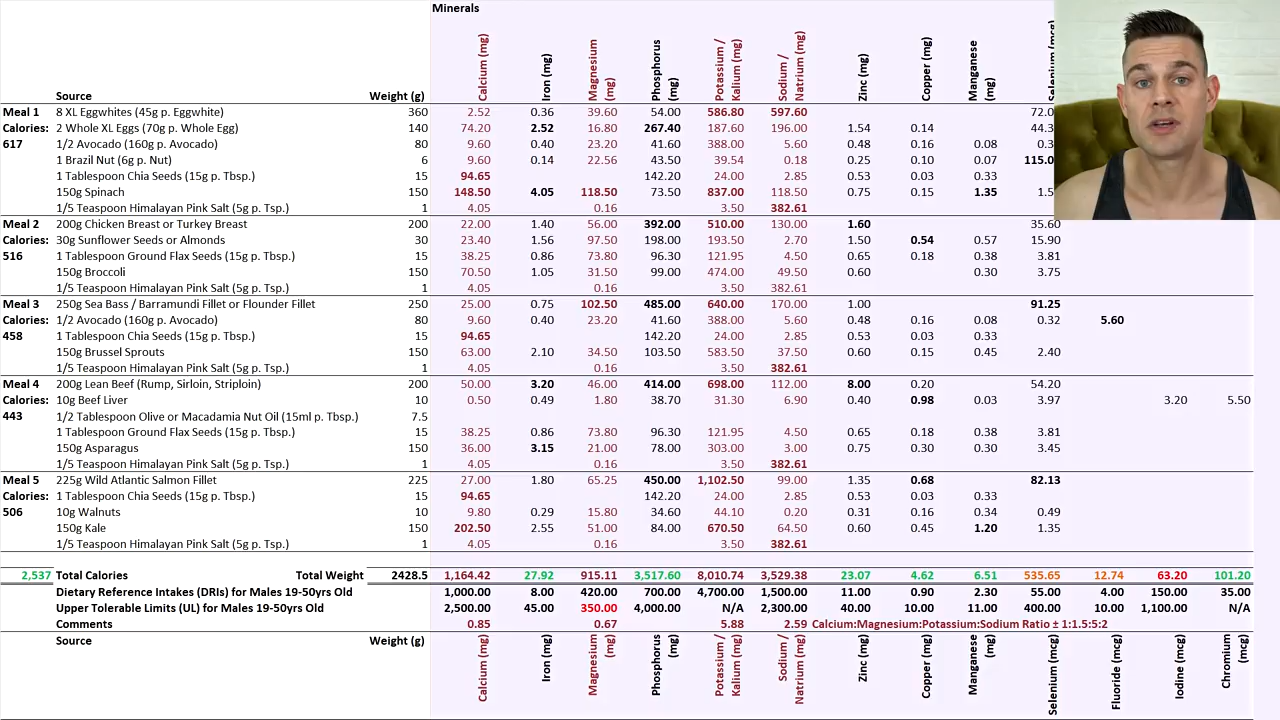 Minerals
Source Weight (g) Calcium (mg) Iron (mg) Magnesium (mg) Phosphorus (mg) Potassium / Kalium (mg) Sodium / Natrium (mg) Zinc (mg) Copper (mg) Manganese (mg) Selenium (mcg)
Meal 1 8 XL Eggwhites (45g p. Eggwhite) 360 2.52 0.36 39.60 54.00 586.80 597.60 72.0
Calories: 2 Whole XL Eggs (70g p. Whole Egg) 140 74.20 2.52 16.80 267.40 187.60 196.00 1.54 0.14 44.3
617 1/2 Avocado (160g p. Avocado) 80 9.60 0.40 23.20 41.60 388.00 5.60 0.48 0.16 0.08 0.3
1 Brazil Nut (6g p. Nut) 6 9.60 0.14 22.56 43.50 39.54 0.18 0.25 0.10 0.07 115.0
1 Tablespoon Chia Seeds (15g p. Tbsp.) 15 94.65 142.20 24.00 2.85 0.53 0.03 0.33
150g Spinach 150 148.50 4.05 118.50 73.50 837.00 118.50 0.75 0.15 1.35 1.5
1/5 Teaspoon Himalayan Pink Salt (5g p. Tsp.) 1 4.05 0.16 3.50 382.61
Meal 2 200g Chicken Breast or Turkey Breast 200 22.00 1.40 56.00 392.00 510.00 130.00 1.60 35.60
Calories: 30g Sunflower Seeds or Almonds 30 23.40 1.56 97.50 198.00 193.50 2.70 1.50 0.54 0.57 15.90
516 1 Tablespoon Ground Flax Seeds (15g p. Tbsp.) 15 38.25 0.86 73.80 96.30 121.95 4.50 0.65 0.18 0.38 3.81
150g Broccoli 150 70.50 1.05 31.50 99.00 474.00 49.50 0.60 0.30 3.75
1/5 Teaspoon Himalayan Pink Salt (5g p. Tsp.) 1 4.05 0.16 3.50 382.61
Meal 3 250g Sea Bass / Barramundi Fillet or Flounder Fillet 250 25.00 0.75 102.50 485.00 640.00 170.00 1.00 91.25
Calories: 1/2 Avocado (160g p. Avocado) 80 9.60 0.40 23.20 41.60 388.00 5.60 0.48 0.16 0.08 0.32 5.60
458 1 Tablespoon Chia Seeds (15g p. Tbsp.) 15 94.65 142.20 24.00 2.85 0.53 0.03 0.33
150g Brussel Sprouts 150 63.00 2.10 34.50 103.50 583.50 37.50 0.60 0.15 0.45 2.40
1/5 Teaspoon Himalayan Pink Salt (5g p. Tsp.) 1 4.05 0.16 3.50 382.61
Meal 4 200g Lean Beef (Rump, Sirloin, Striploin) 200 50.00 3.20 46.00 414.00 698.00 112.00 8.00 0.20 54.20
Calories: 10g Beef Liver 10 0.50 0.49 1.80 38.70 31.30 6.90 0.40 0.98 0.03 3.97 3.20 5.50
443 1/2 Tablespoon Olive or Macadamia Nut Oil (15ml p. Tbsp.) 7.5
1 Tablespoon Ground Flax Seeds (15g p. Tbsp.) 15 38.25 0.86 73.80 96.30 121.95 4.50 0.65 0.18 0.38 3.81
150g Asparagus 150 36.00 3.15 21.00 78.00 303.00 3.00 0.75 0.30 0.30 3.45
1/5 Teaspoon Himalayan Pink Salt (5g p. Tsp.) 1 4.05 0.16 3.50 382.61
Meal 5 225g Wild Atlantic Salmon Fillet 225 27.00 1.80 65.25 450.00 1,102.50 99.00 1.35 0.68 82.13
Calories: 1 Tablespoon Chia Seeds (15g p. Tbsp.) 15 94.65 142.20 24.00 2.85 0.53 0.03 0.33
506 10g Walnuts 10 9.80 0.29 15.80 34.60 44.10 0.20 0.31 0.16 0.34 0.49
150g Kale 150 202.50 2.55 51.00 84.00 670.50 64.50 0.60 0.45 1.20 1.35
1/5 Teaspoon Himalayan Pink Salt (5g p. Tsp.) 1 4.05 0.16 3.50 382.61
2,537 Total Calories Total Weight 2428.5 1,164.42 27.92 915.11 3,517.60 8,010.74 3,529.38 23.07 4.62 6.51 535.65 12.74 63.20 101.20
Dietary Reference Intakes (DRIs) for Males 19-50yrs Old 1,000.00 8.00 420.00 700.00 4,700.00 1,500.00 11.00 0.90 2.30 55.00 4.00 150.00 35.00
Upper Tolerable Limits (UL) for Males 19-50yrs Old 2,500.00 45.00 350.00 4,000.00 N/A 2,300.00 40.00 10.00 11.00 400.00 10.00 1,100.00 N/A
Comments 0.85 0.67 5.88 2.59 Calcium:Magnesium:Potassium:Sodium Ratio ± 1:1.5:5:2
Source Weight (g) Calcium (mg) Iron (mg) Magnesium (mg) Phosphorus (mg) Potassium / Kalium (mg) Sodium / Natrium (mg) Zinc (mg) Copper (mg) Manganese (mg) Selenium (mcg) Fluoride (mcg) Iodine (mcg) Chromium (mcg)